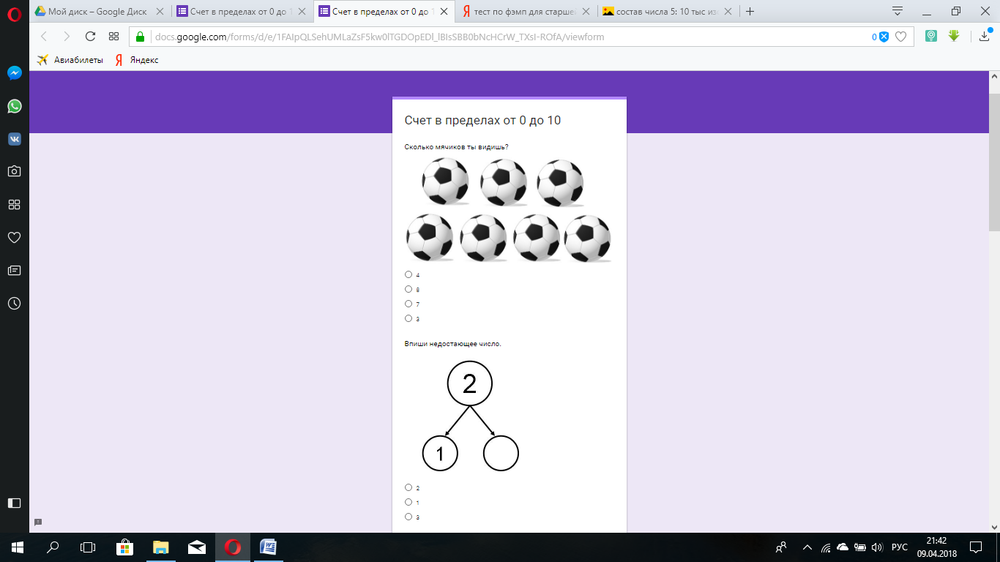 Мой диск – Google Диск
Счет в пределах от 0 до 1
Счет в пределах от 0 до 1
тест по фэмп для старшей
состав числа 5: 10 тыс изо
docs.google.com/forms/d/e/1FAIpQLSehUMLaZsF5kw0lTGDOpEDl_lBIsSBB0bNcHCrW_TXsI-ROfA/viewform
0
Авиабилеты
Яндекс
Счет в пределах от 0 до 10
Сколько мячиков ты видишь?
4
8
7
3
Впиши недостающее число.
2
1
2
1
3
РУС
21:42
09.04.2018